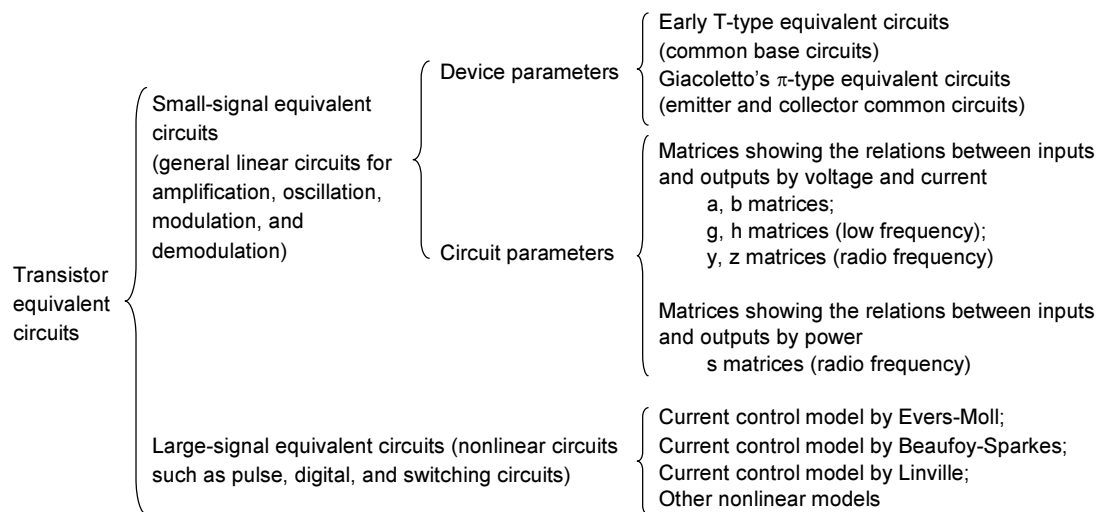 Transistor
equivalent
circuits
Small-signal equivalent
circuits
(general linear circuits for
amplification, oscillation,
modulation, and
demodulation)
Device parameters
Early T-type equivalent circuits
(common base circuits)
Giacoletto's π-type equivalent circuits
(emitter and collector common circuits)
Circuit parameters
Matrices showing the relations between inputs
and outputs by voltage and current
a, b matrices;
g, h matrices (low frequency);
y, z matrices (radio frequency)
Matrices showing the relations between inputs
and outputs by power
s matrices (radio frequency)
Large-signal equivalent circuits (nonlinear circuits
such as pulse, digital, and switching circuits)
Current control model by Evers-Moll;
Current control model by Beaufoy-Sparkes;
Current control model by Linville;
Other nonlinear models